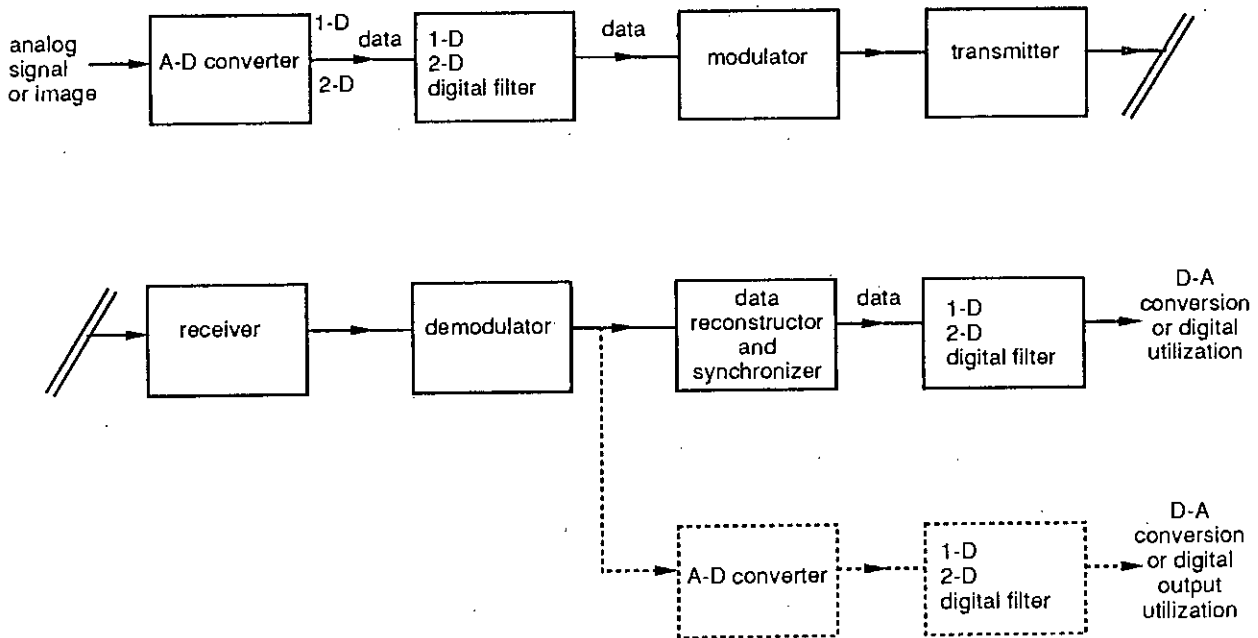 analog
signal
or image
A-D converter
1-D
2-D
data
1-D
2-D
digital filter
data
modulator
transmitter
receiver
demodulator
data
reconstructor
and
synchronizer
data
1-D
2-D
digital filter
D-A
conversion
or digital
utilization
A-D converter
1-D
2-D
digital filter
D-A
conversion
or digital
output
utilization